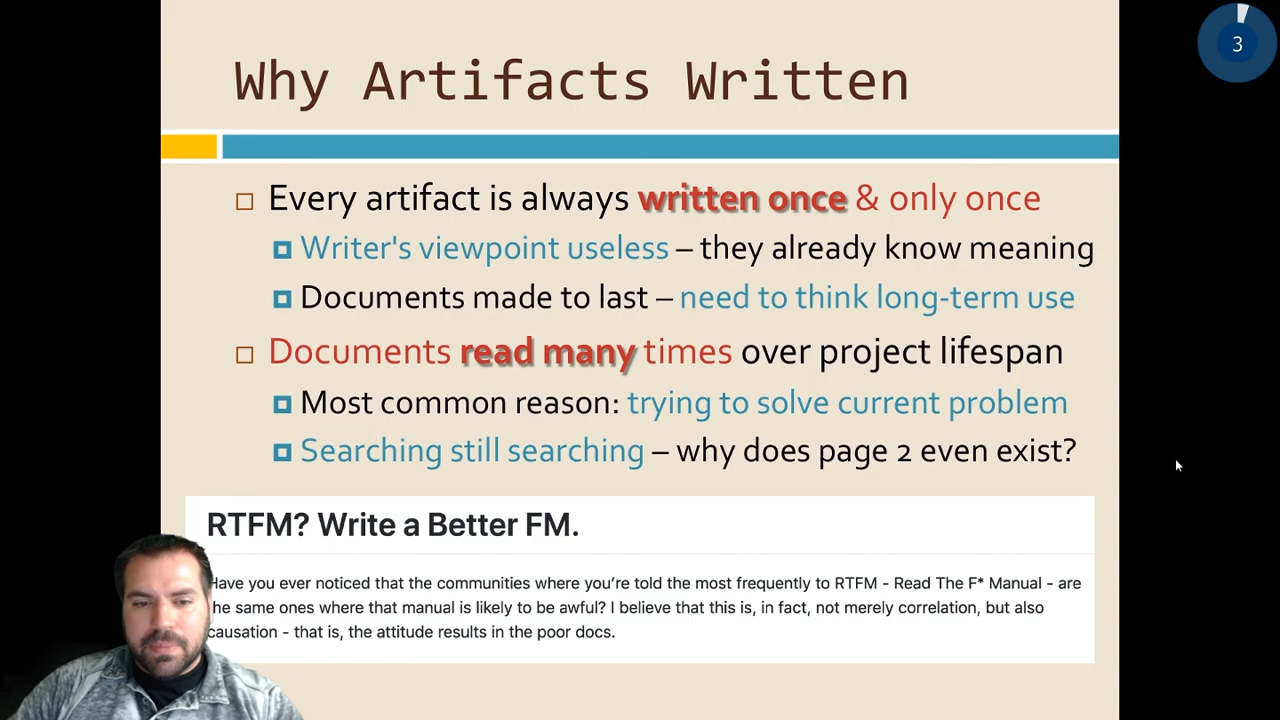 3
Why Artifacts Written
Every artifact is always written once & only once
Writer's viewpoint useless – they already know meaning
Documents made to last – need to think long-term use
Documents read many times over project lifespan
Most common reason: trying to solve current problem
Searching still searching – why does page 2 even exist?
RTFM? Write a Better FM.
Have you ever noticed that the communities where you're told the most frequently to RTFM - Read The F* Manual - are
the same ones where that manual is likely to be awful? I believe that this is, in fact, not merely correlation, but also
causation - that is, the attitude results in the poor docs.